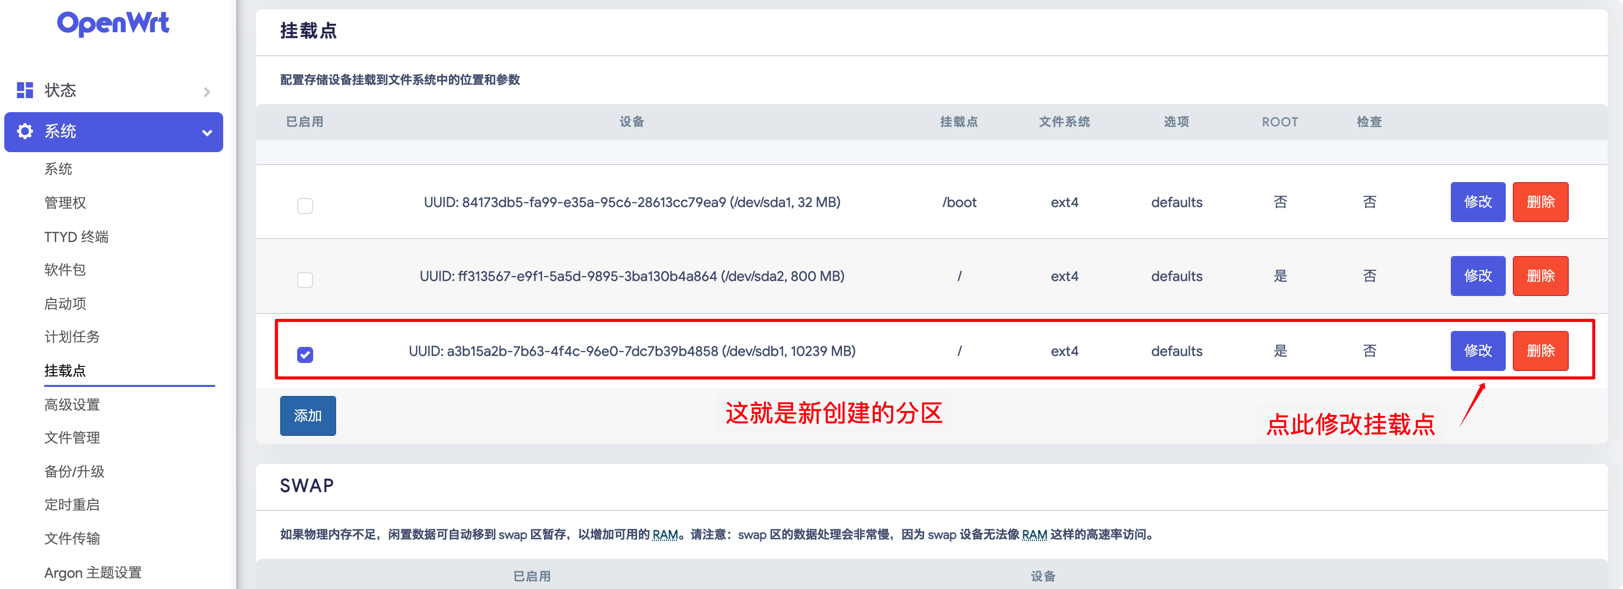 OpenWrt
状态
系统
系统
管理权
TTYD 终端
软件包
启动项
计划任务
挂载点
高级设置
文件管理
备份/升级
定时重启
文件传输
Argon 主题设置
挂载点
配置存储设备挂载到文件系统中的位置和参数
已启用 设备 挂载点 文件系统 选项 ROOT 检查
UUID: 84173db5-fa99-e35a-95c6-28613cc79ea9 (/dev/sda1, 32 MB) /boot ext4 defaults 否 否 修改 删除
UUID: ff313567-e9f1-5a5d-9895-3ba130b4a864 (/dev/sda2, 800 MB) / ext4 defaults 是 否 修改 删除
UUID: a3b15a2b-7b63-4f4c-96e0-7dc7b39b4858 (/dev/sdb1, 10239 MB) / ext4 defaults 是 否 修改 删除
添加
这就是新创建的分区
点此修改挂载点
SWAP
如果物理内存不足，闲置数据可自动移到 swap 区暂存，以增加可用的 RAM。请注意：swap 区的数据处理会非常慢，因为 swap 设备无法像 RAM 这样的高速率访问。
已启用 设备